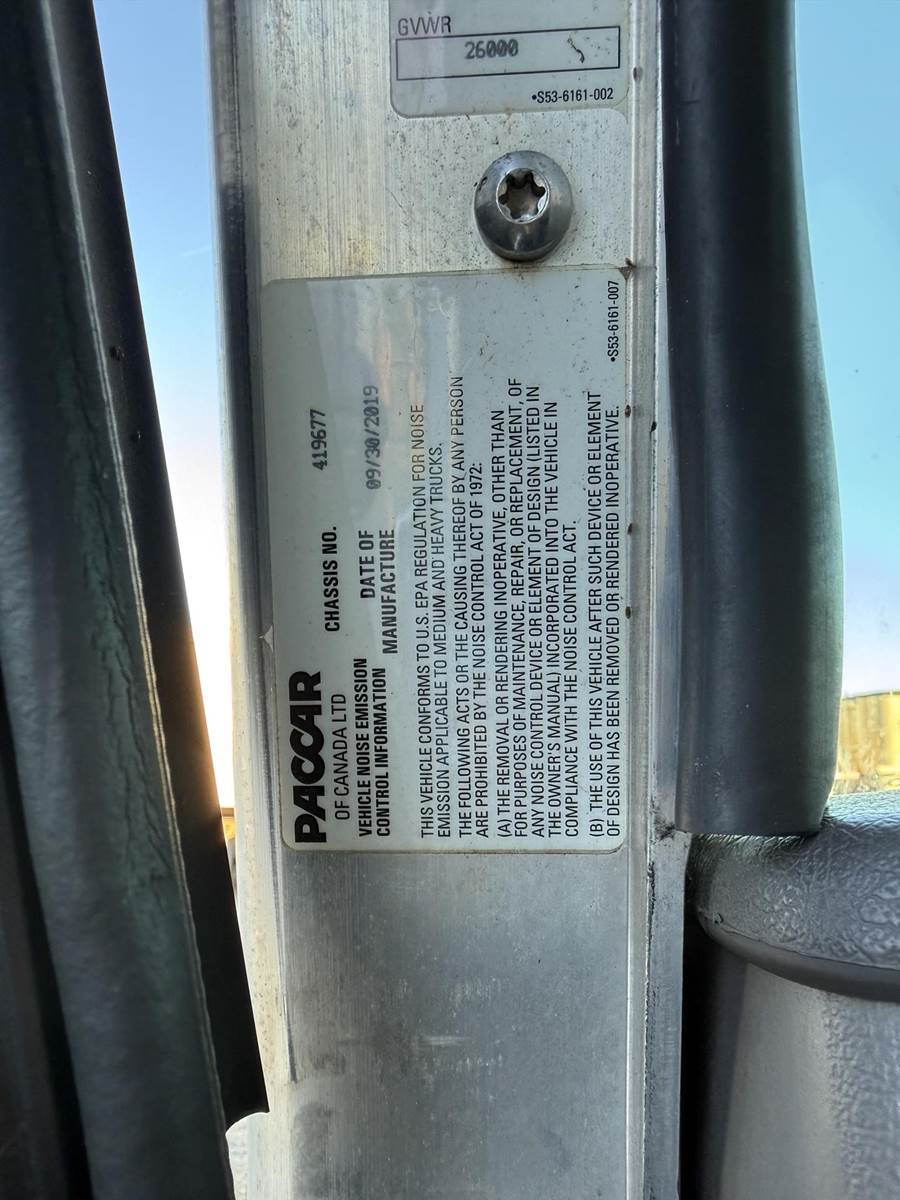 GVWR
26000
•S53-6161-002
PACCAR
OF CANADA LTD
VEHICLE NOISE EMISSION
CONTROL INFORMATION
CHASSIS NO. 419677
DATE OF
MANUFACTURE 09/30/2019
THIS VEHICLE CONFORMS TO U.S. EPA REGULATION FOR NOISE
EMISSION APPLICABLE TO MEDIUM AND HEAVY TRUCKS.
THE FOLLOWING ACTS OR THE CAUSING THEREOF BY ANY PERSON
ARE PROHIBITED BY THE NOISE CONTROL ACT OF 1972:
(A) THE REMOVAL OR RENDERING INOPERATIVE, OTHER THAN
FOR PURPOSES OF MAINTENANCE, REPAIR, OR REPLACEMENT, OF
ANY NOISE CONTROL DEVICE OR ELEMENT OF DESIGN (LISTED IN
THE OWNER'S MANUAL) INCORPORATED INTO THE VEHICLE IN
COMPLIANCE WITH THE NOISE CONTROL ACT.
(B) THE USE OF THIS VEHICLE AFTER SUCH DEVICE OR ELEMENT
OF DESIGN HAS BEEN REMOVED OR RENDERED INOPERATIVE.
•S53-6161-007